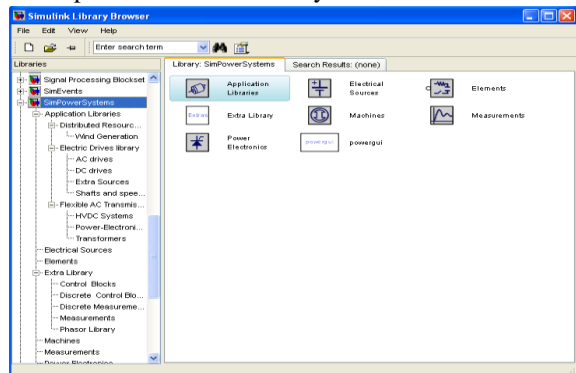 Simulink Library Browser
File Edit View Help
Enter search term
Libraries
Library: SimPowerSystems
Search Results: (none)
Signal Processing Blockset
SimEvents
SimPowerSystems
Application Libraries
Distributed Resourc...
Wind Generation
Electric Drives library
AC drives
DC drives
Extra Sources
Shafts and spee...
Flexible AC Transmis...
HVDC Systems
Power-Electroni...
Transformers
Electrical Sources
Elements
Extra Library
Control Blocks
Discrete Control Blo...
Discrete Measureme...
Measurements
Phasor Library
Machines
Measurements
Power Electronics
Application
Libraries
Electrical
Sources
Elements
Extras
Extra Library
Machines
Measurements
Power
Electronics
powergui
powergui